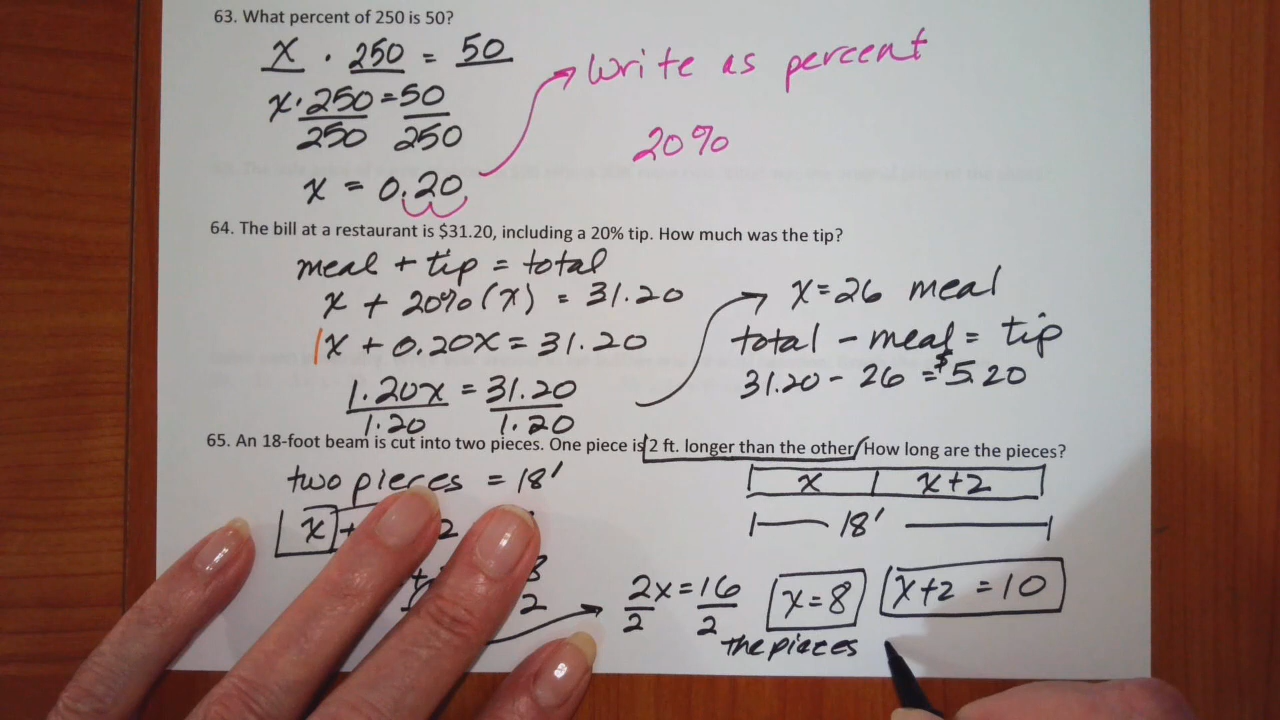 63. What percent of 250 is 50?
x · 250 = 50
x · 250 = 50
250 250
x = 0.20
Write as percent
20%
64. The bill at a restaurant is $31.20, including a 20% tip. How much was the tip?
meal + tip = total
x + 20% (x) = 31.20
1x + 0.20x = 31.20
1.20x = 31.20
1.20 1.20
x = 26 meal
total - meal = tip
31.20 - 26 = $5.20
65. An 18-foot beam is cut into two pieces. One piece is 2 ft. longer than the other. How long are the pieces?
two pieces = 18'
x + 2
2
x x+2
18'
2x = 16
2 2
x = 8
x+2 = 10
the pieces